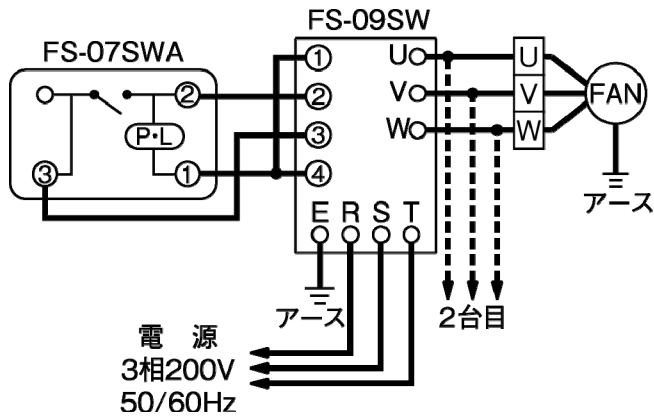 FS-09SW
FS-07SWA
① U U
② V V FAN
P・L ③ W W
③ ① ④
E R S T アース
アース 2台目
電 源
3相200V
50/60Hz
②